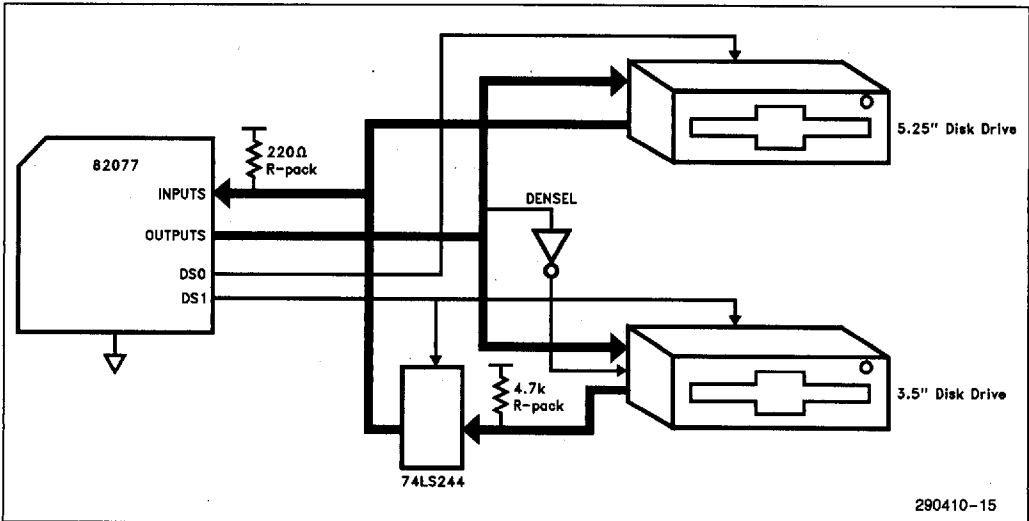 82077
INPUTS
OUTPUTS
DS0
DS1
220Ω
R-pack
5.25" Disk Drive
DENSEL
4.7k
R-pack
3.5" Disk Drive
74LS244
290410-15